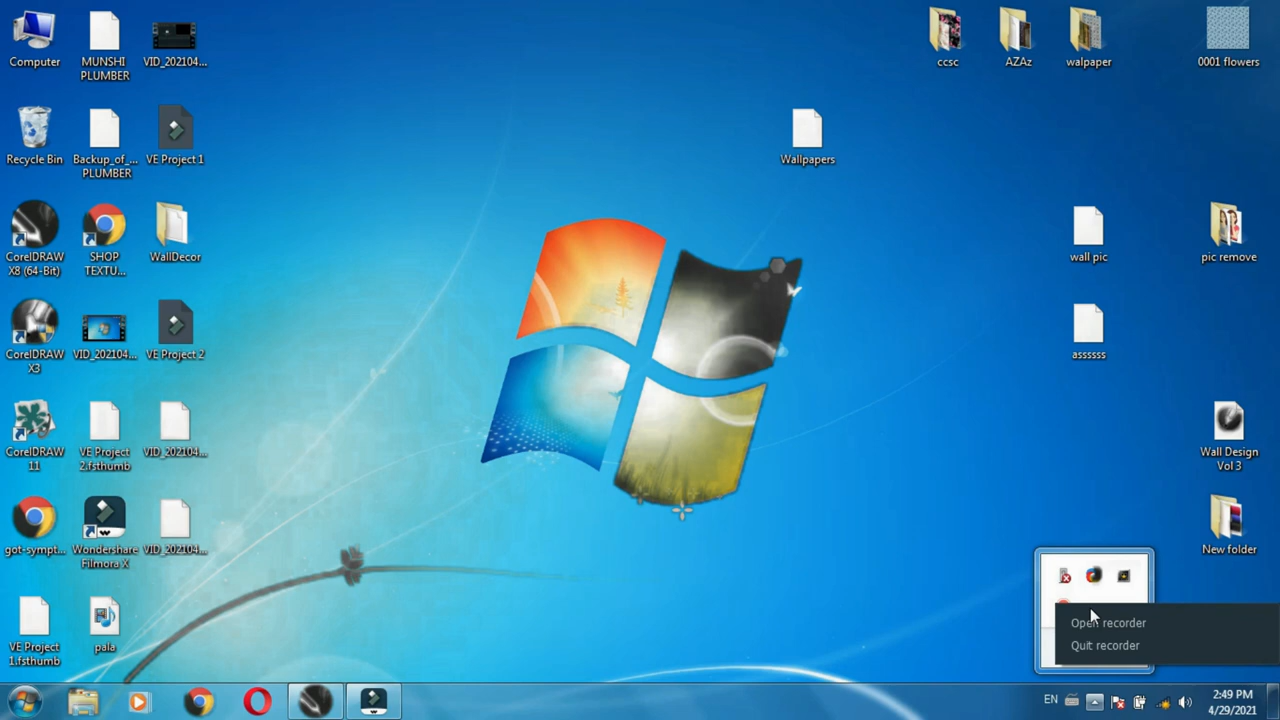 Computer
MUNSHI
PLUMBER
VID_202104...
ccsc
AZAz
walpaper
0001 flowers
Recycle Bin
Backup_of_...
PLUMBER
VE Project 1
Wallpapers
CorelDRAW
X8 (64-Bit)
SHOP
TEXTU...
WallDecor
wall pic
pic remove
CorelDRAW
X3
VID_202104...
VE Project 2
assssss
CorelDRAW
11
VE Project
2.fsthumb
VID_202104...
Wall Design
Vol 3
got-sympt...
Wondershare
Filmora X
VID_202104...
New folder
VE Project
1.fsthumb
pala
Open recorder
Quit recorder
EN
2:49 PM
4/29/2021